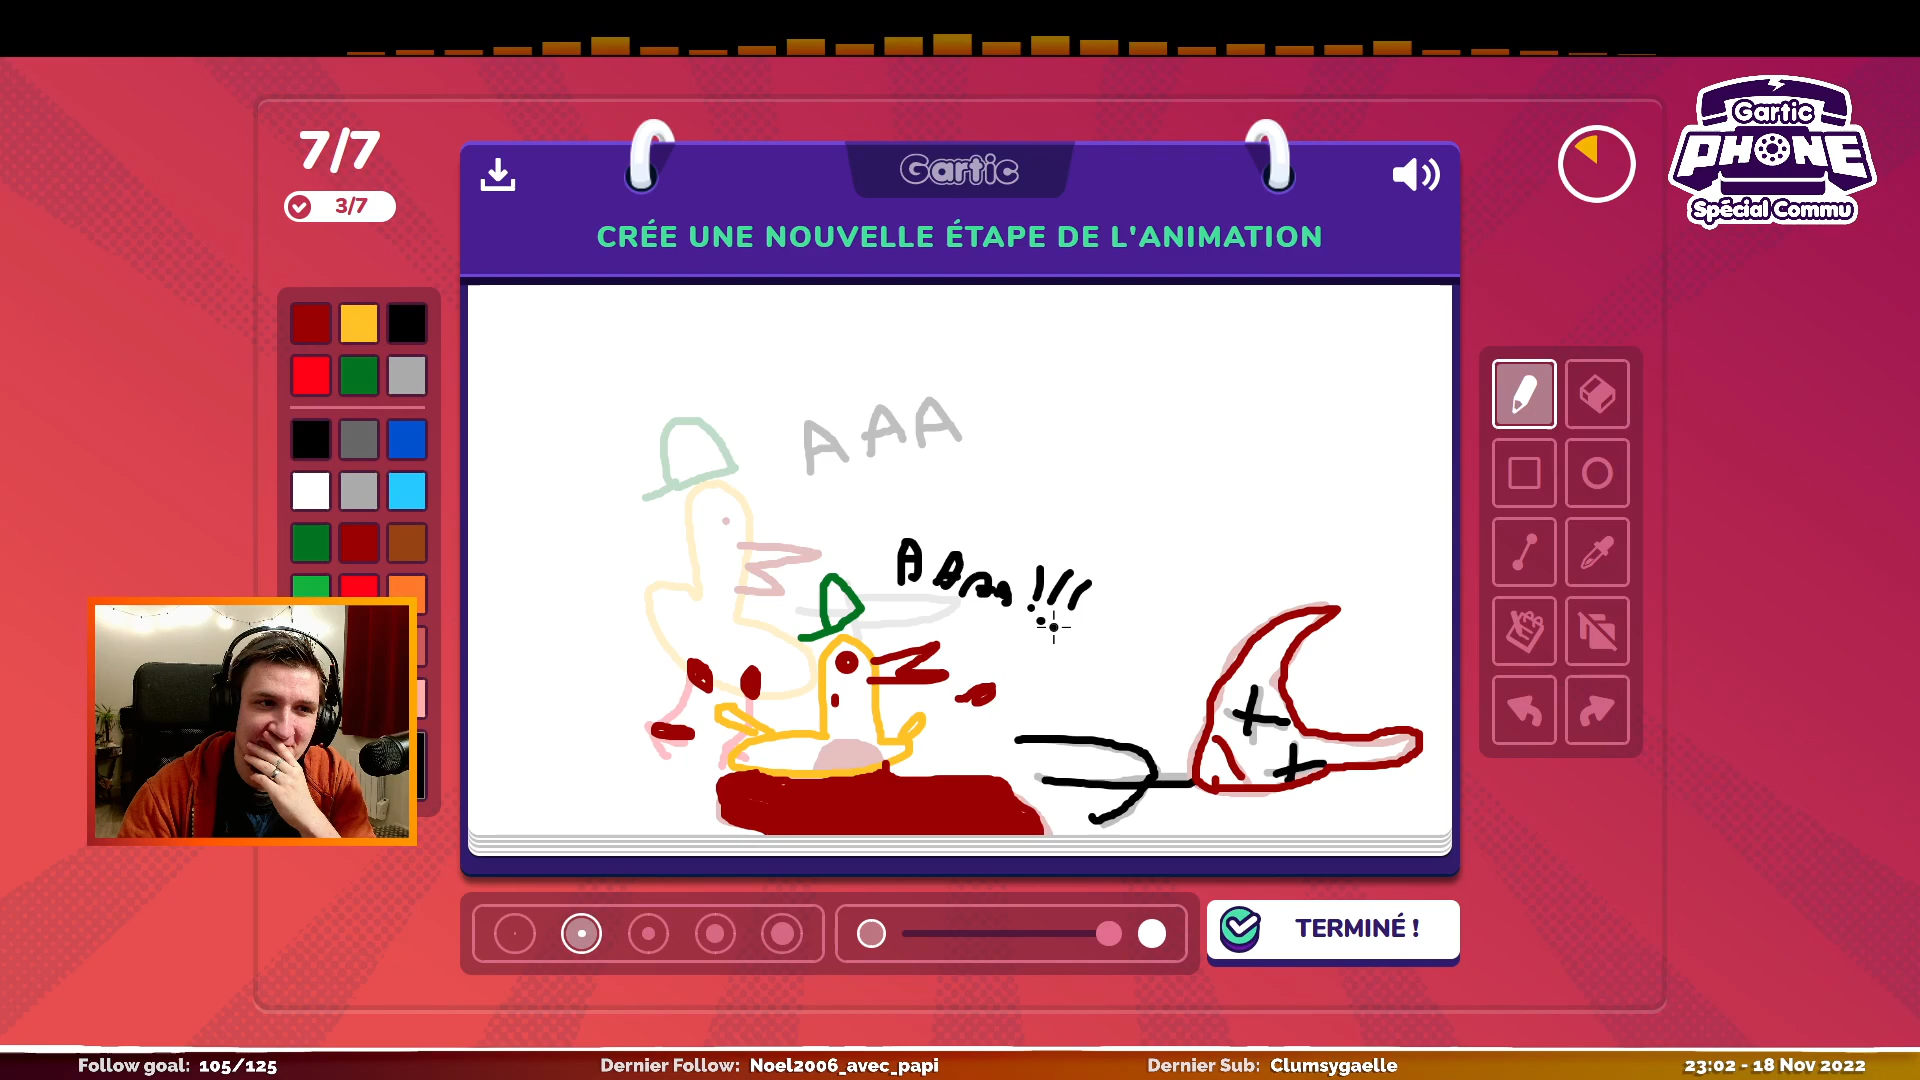 7/7
3/7
Gartic
CRÉE UNE NOUVELLE ÉTAPE DE L'ANIMATION
Gartic
PHONE
Spécial Commu
AAA
AAAAA!!!
TERMINÉ !
Follow goal: 105/125
Dernier Follow: Noel2006_avec_papi
Dernier Sub: Clumsygaelle
23:02 - 18 Nov 2022